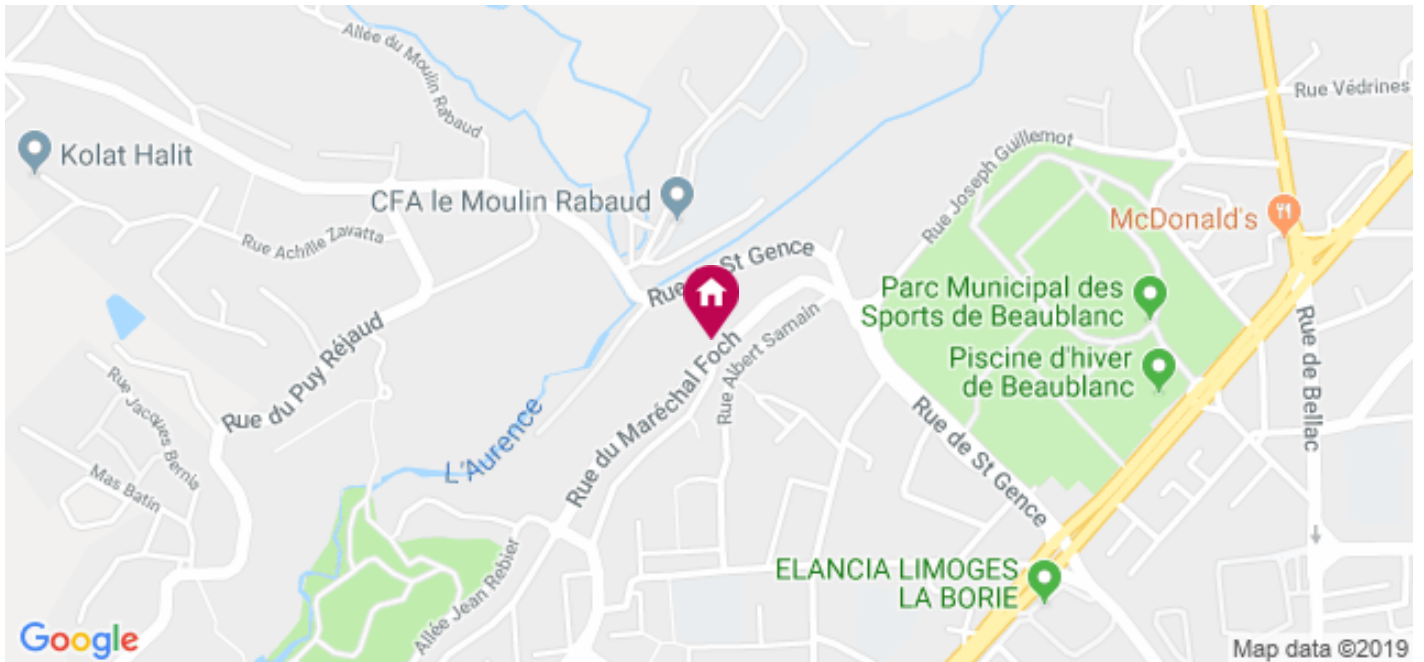 Allée du Moulin Rabaud
Rue Védrines
Kolat Halit
Rue Joseph Guillemot
CFA le Moulin Rabaud
McDonald's
Rue Achille Zavatta
Rue
St Gence
Parc Municipal des
Sports de Beaublanc
Rue du Puy Réjaud
Rue du Maréchal Foch
Rue Albert Samain
Piscine d'hiver
de Beaublanc
Rue de Bellac
Rue Jacques Bernia
L'Aurence
Rue de St Gence
Mas Batin
Allée Jean Rebier
ELANCIA LIMOGES
LA BORIE
Google
Map data ©2019